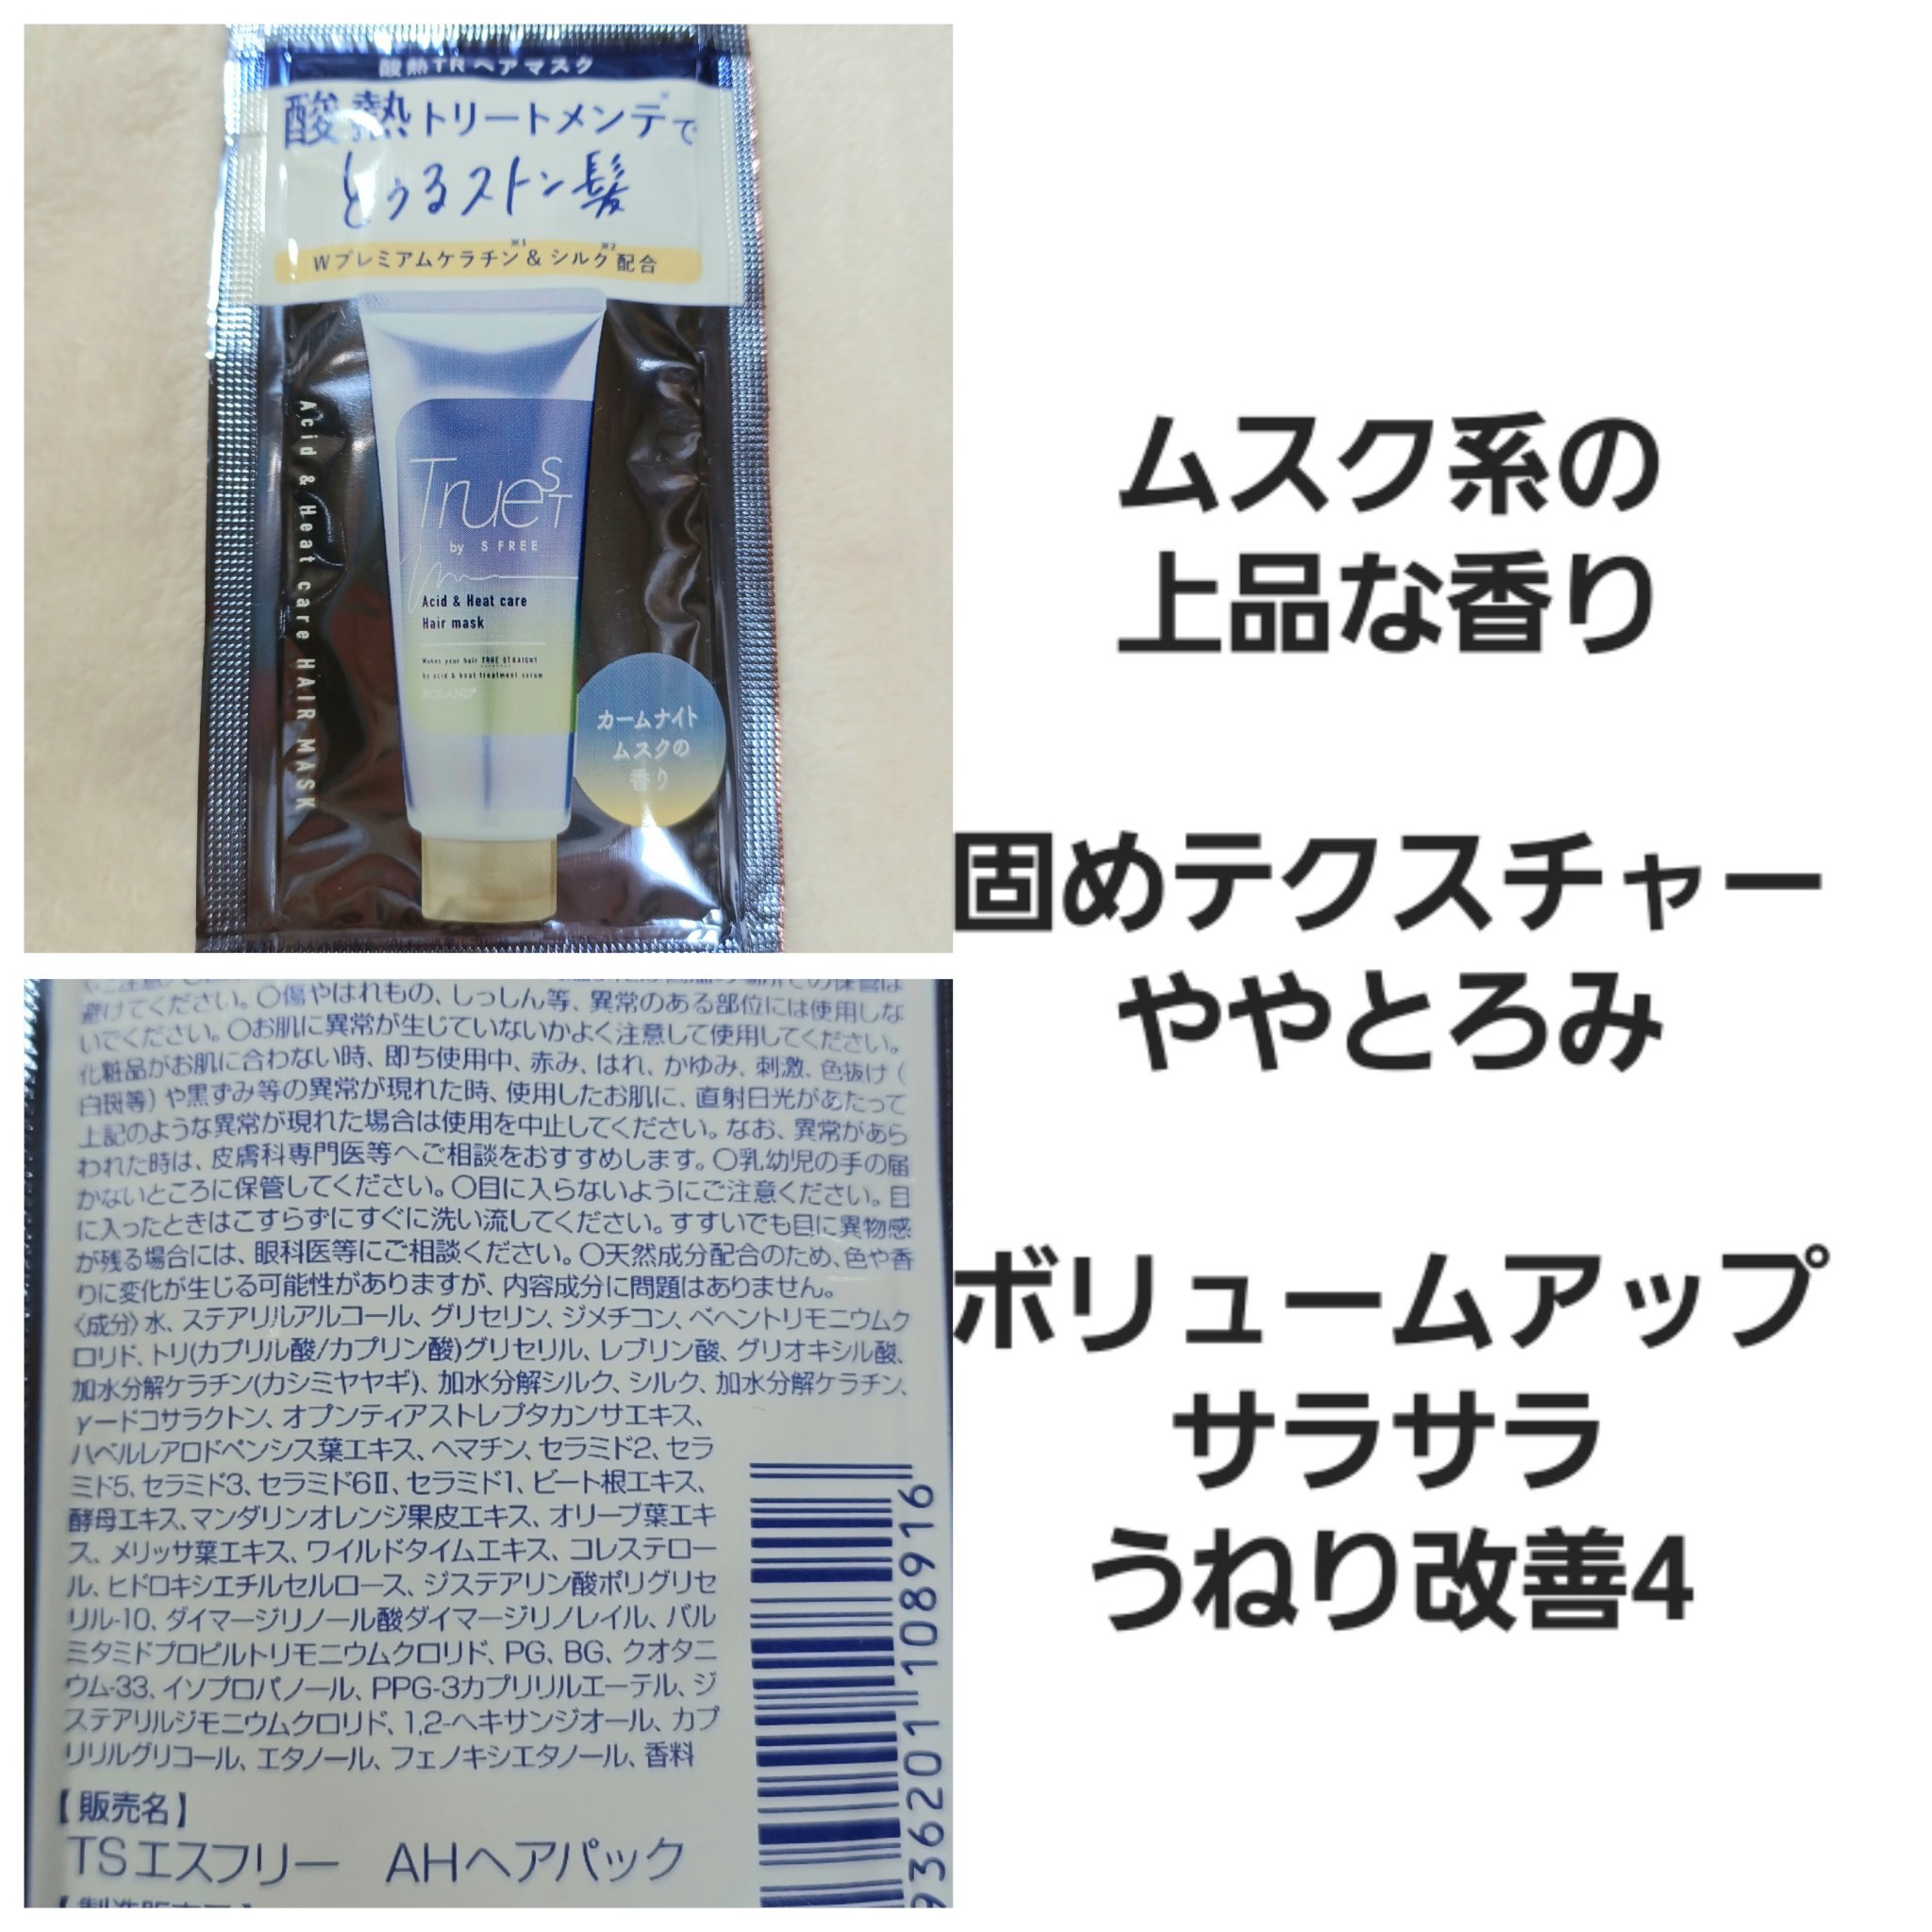 酸熱TRヘアマスク
酸熱トリートメント※で
とぅるストン髪
Wプレミアムケラチン※1&シルク※2配合
Acid & Heat care HAIR MASK
TrueST
by S FREE
Acid & Heat care
Hair mask
Makes your hair TRUE STRAIGHT
by acid & heat treatment serum
カームナイト
ムスクの
香り
避けてください。〇傷やはれもの、しっしん等、異常のある部位には使用しな
いでください。〇お肌に異常が生じていないかよく注意して使用してください。
化粧品がお肌に合わない時、即ち使用中、赤み、はれ、かゆみ、刺激、色抜け（
白斑等）や黒ずみ等の異常が現れた時、使用したお肌に、直射日光があたって
上記のような異常が現れた場合は使用を中止してください。なお、異常があら
われた時は、皮膚科専門医等へご相談をおすすめします。〇乳幼児の手の届
かないところに保管してください。〇目に入らないようにご注意ください。目
に入ったときはこすらずにすぐに洗い流してください。すすいでも目に異物感
が残る場合には、眼科医等にご相談ください。〇天然成分配合のため、色や香
りに変化が生じる可能性がありますが、内容成分に問題はありません。
〈成分〉水、ステアリルアルコール、グリセリン、ジメチコン、ベヘントリモニウムク
ロリド、トリ(カプリル酸/カプリン酸)グリセリル、レブリン酸、グリオキシル酸、
加水分解ケラチン(カシミヤヤギ)、加水分解シルク、シルク、加水分解ケラチン、
γ-ドコサラクトン、オプンティアストレプタカンサエキス、
ハベルレアロドペンシス葉エキス、ヘマチン、セラミド2、セラ
ミド5、セラミド3、セラミド6Ⅱ、セラミド1、ビート根エキス、
酵母エキス、マンダリンオレンジ果皮エキス、オリーブ葉エキ
ス、メリッサ葉エキス、ワイルドタイムエキス、コレステロー
ル、ヒドロキシエチルセルロース、ジステアリン酸ポリグリセ
リル-10、ダイマージリノール酸ダイマージリノレイル、パル
ミタミドプロピルトリモニウムクロリド、PG、BG、クオタニ
ウム-33、イソプロパノール、PPG-3カプリリルエーテル、ジ
ステアリルジモニウムクロリド、1,2-ヘキサンジオール、カプ
リリルグリコール、エタノール、フェノキシエタノール、香料
【販売名】
TSエスフリー AHヘアパック
936201 108916
ムスク系の
上品な香り
固めテクスチャー
ややとろみ
ボリュームアップ
サラサラ
うねり改善4